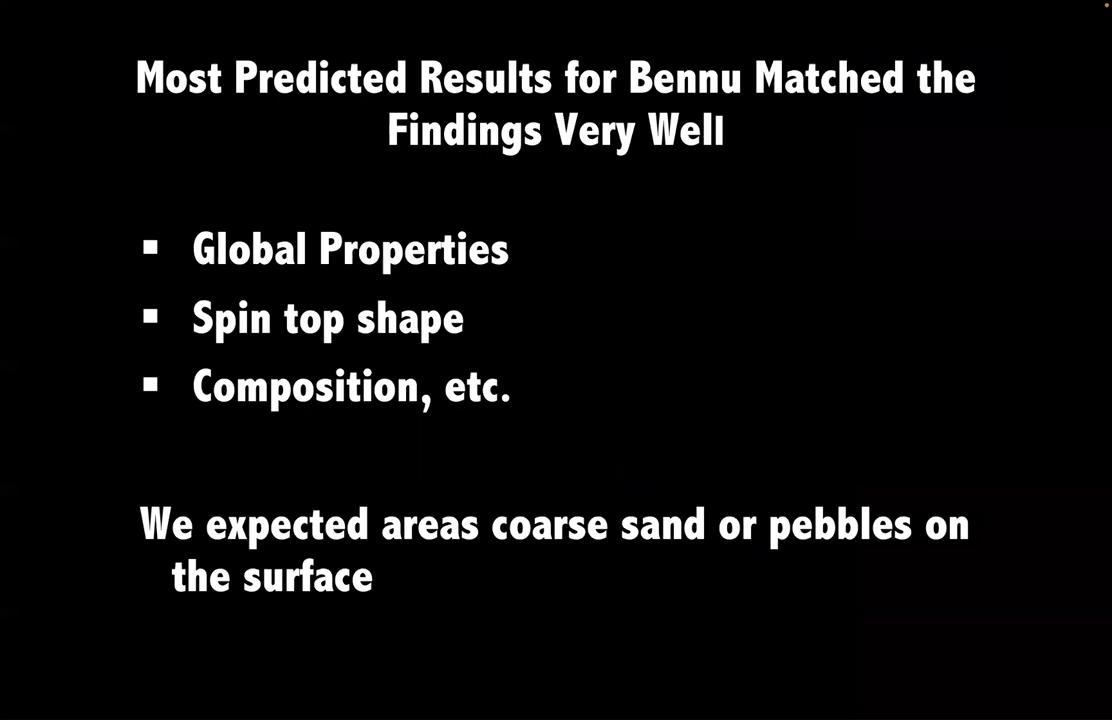 Most Predicted Results for Bennu Matched the
Findings Very Well
▪ Global Properties
▪ Spin top shape
▪ Composition, etc.
We expected areas coarse sand or pebbles on
the surface